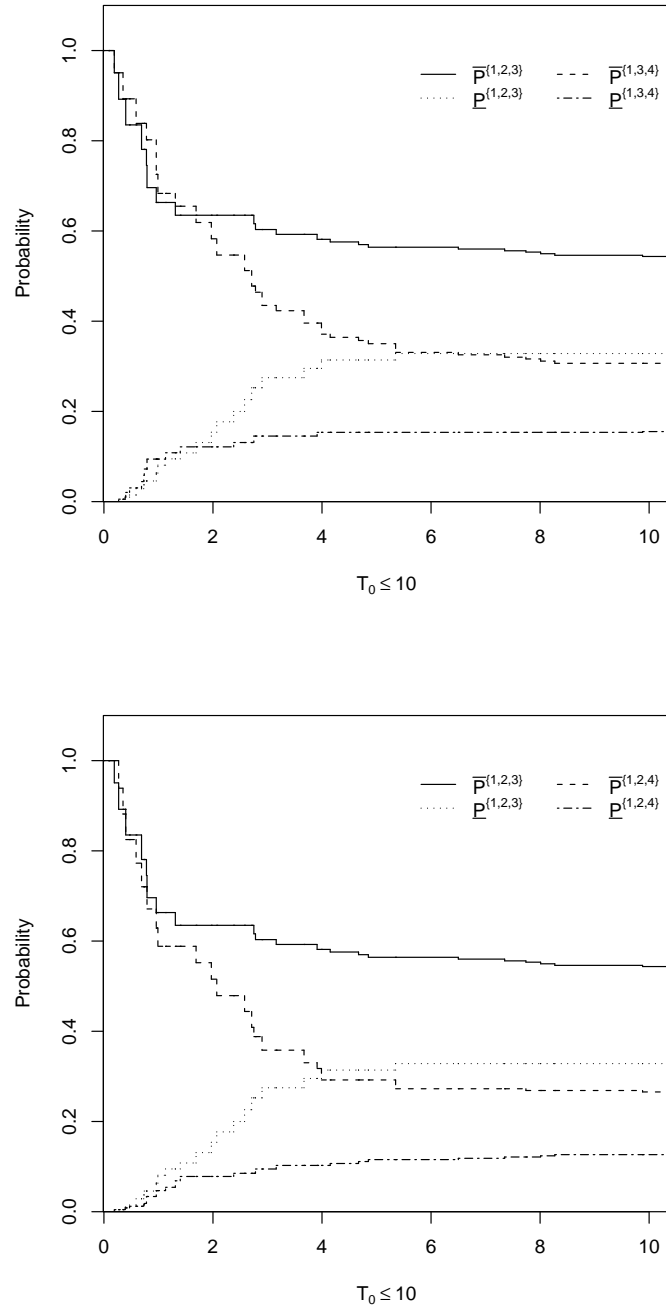 1.0
0.8
0.6
0.4
0.2
0.0
Probability
P̅^{1,2,3} P̅^{1,3,4}
P̲^{1,2,3} P̲^{1,3,4}
0 2 4 6 8 10
T₀ ≤ 10
1.0
0.8
0.6
0.4
0.2
0.0
Probability
P̅^{1,2,3} P̅^{1,2,4}
P̲^{1,2,3} P̲^{1,2,4}
0 2 4 6 8 10
T₀ ≤ 10